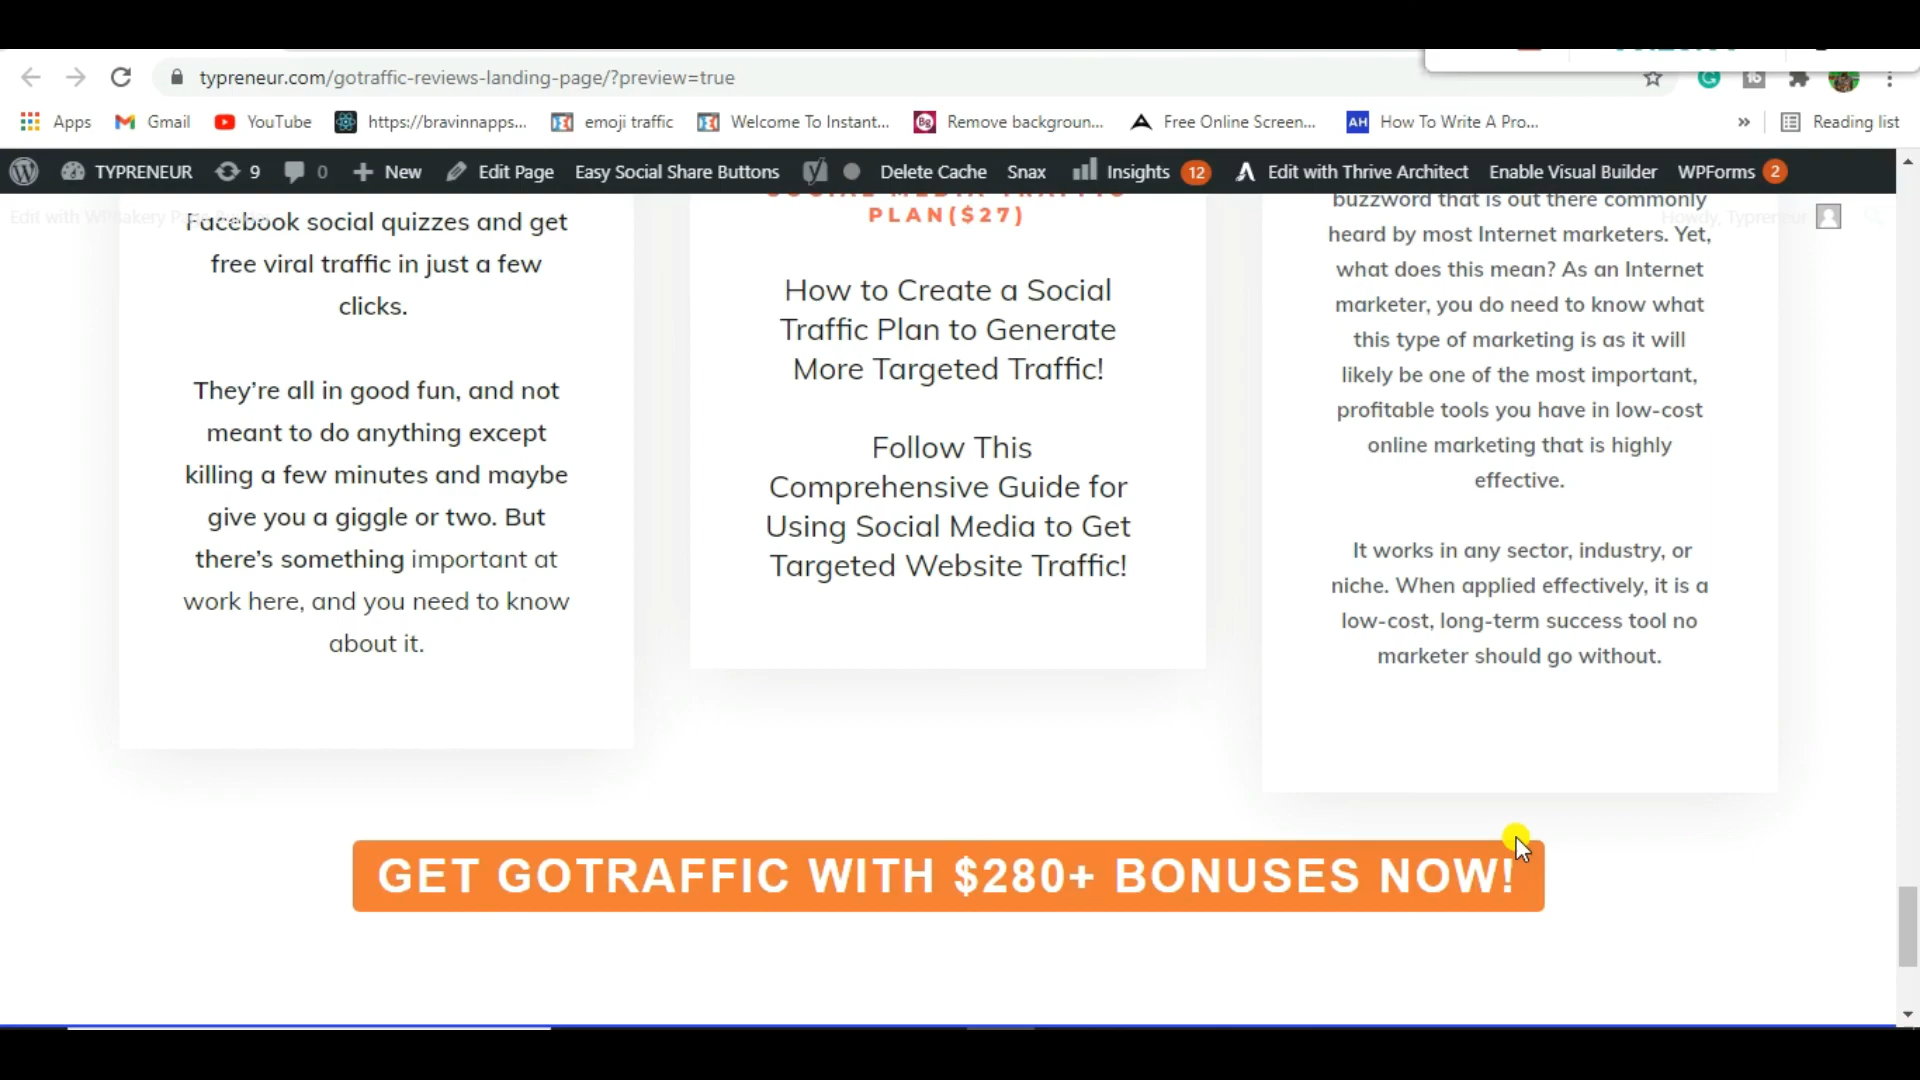 typreneur.com/gotraffic-reviews-landing-page/?preview=true
Apps Gmail YouTube https://bravinnapps... emoji traffic Welcome To Instant... Remove backgroun... Free Online Screen... How To Write A Pro... » Reading list
TYPRENEUR 9 0 New Edit Page Easy Social Share Buttons Delete Cache Snax Insights 12 Edit with Thrive Architect Enable Visual Builder WPForms 2
Howdy, Typreneur
Facebook social quizzes and get
free viral traffic in just a few
clicks.
They're all in good fun, and not
meant to do anything except
killing a few minutes and maybe
give you a giggle or two. But
there's something important at
work here, and you need to know
about it.
SOCIAL MEDIA TRAFFIC
PLAN($27)
How to Create a Social
Traffic Plan to Generate
More Targeted Traffic!
Follow This
Comprehensive Guide for
Using Social Media to Get
Targeted Website Traffic!
buzzword that is out there commonly
heard by most Internet marketers. Yet,
what does this mean? As an Internet
marketer, you do need to know what
this type of marketing is as it will
likely be one of the most important,
profitable tools you have in low-cost
online marketing that is highly
effective.
It works in any sector, industry, or
niche. When applied effectively, it is a
low-cost, long-term success tool no
marketer should go without.
GET GOTRAFFIC WITH $280+ BONUSES NOW!